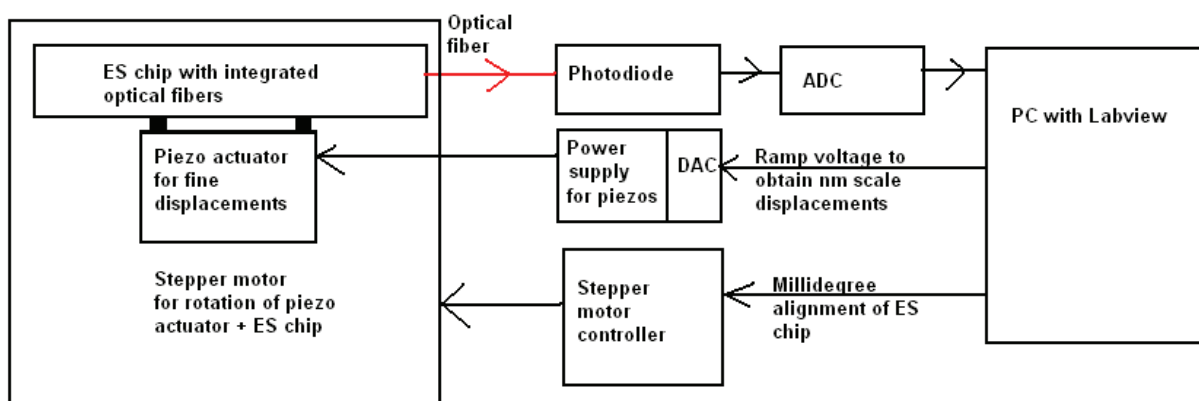 ES chip with integrated
optical fibers
Optical
fiber
Photodiode
ADC
PC with Labview
Piezo actuator
for fine
displacements
Power
supply
for piezos
DAC
Ramp voltage to
obtain nm scale
displacements
Stepper motor
for rotation of piezo
actuator + ES chip
Stepper
motor
controller
Millidegree
alignment of ES
chip